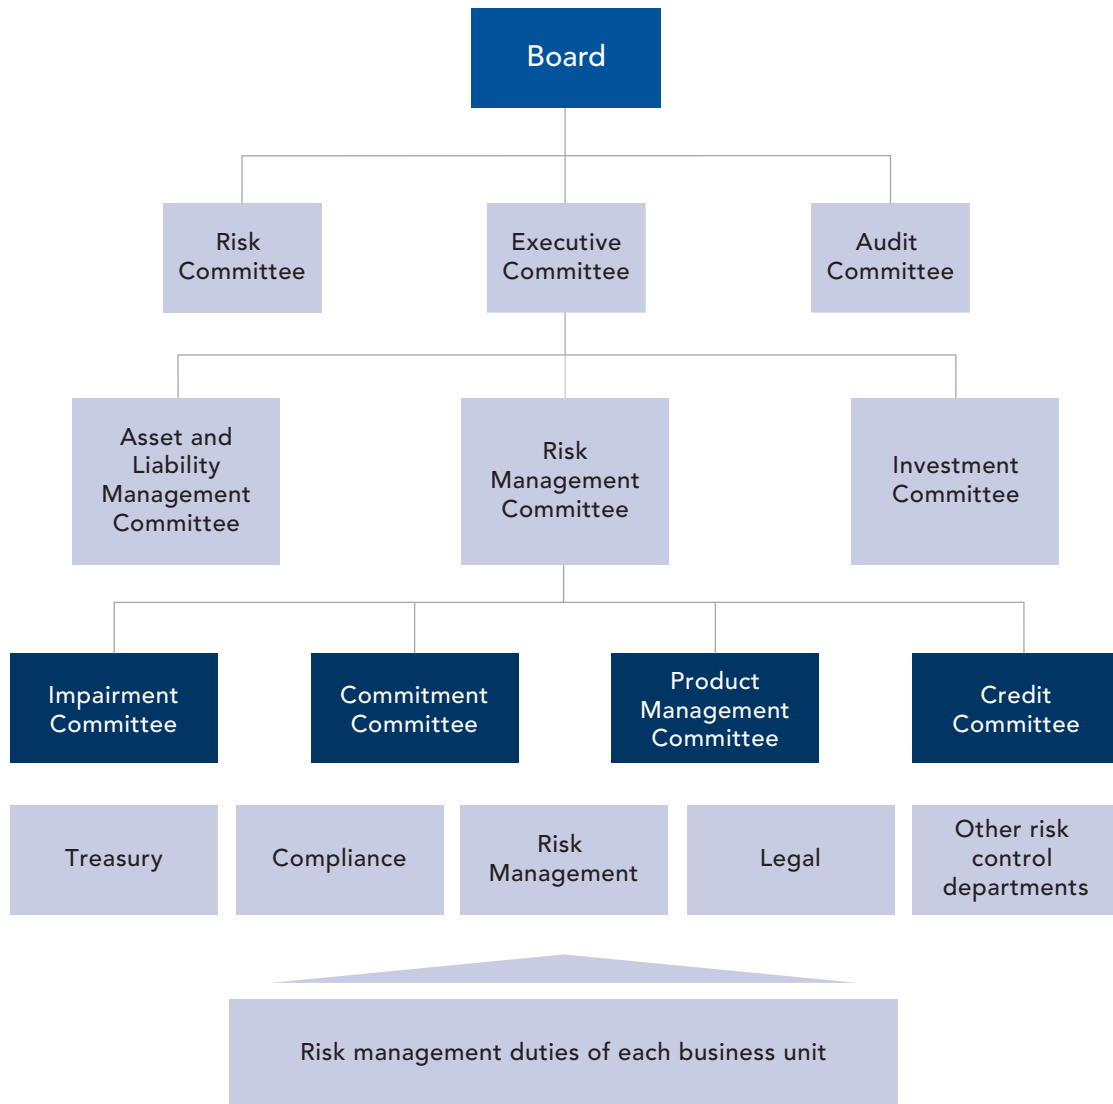 Board
Risk
Committee
Executive
Committee
Audit
Committee
Asset and
Liability
Management
Committee
Risk
Management
Committee
Investment
Committee
Impairment
Committee
Commitment
Committee
Product
Management
Committee
Credit
Committee
Treasury
Compliance
Risk
Management
Legal
Other risk
control
departments
Risk management duties of each business unit